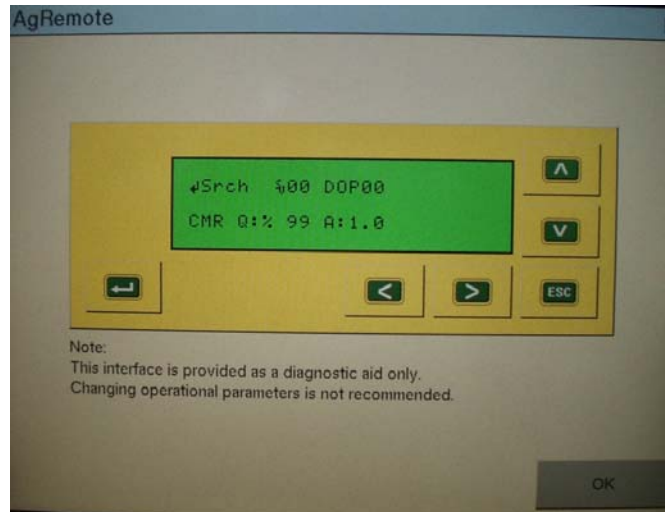 AgRemote
↲Srch ᛃ00 DOP00
CMR Q:% 99 A:1.0
ESC
Note:
This interface is provided as a diagnostic aid only.
Changing operational parameters is not recommended.
OK